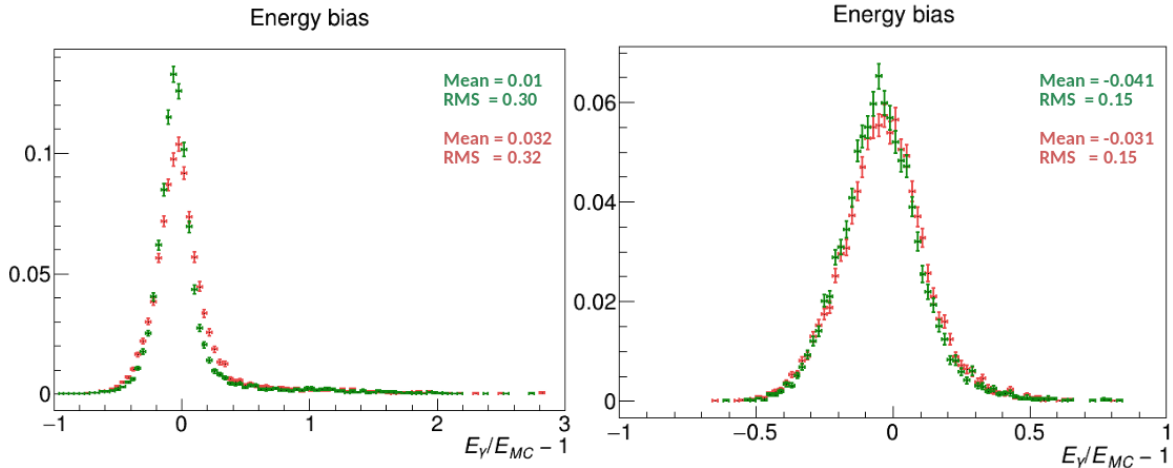 Energy bias
Mean = 0.01
RMS = 0.30
Mean = 0.032
RMS = 0.32
0.1
0.05
0
−1
0
1
2
3
E_γ/E_MC − 1
Energy bias
Mean = -0.041
RMS = 0.15
Mean = -0.031
RMS = 0.15
0.06
0.04
0.02
0
−1
−0.5
0
0.5
1
E_γ/E_MC − 1